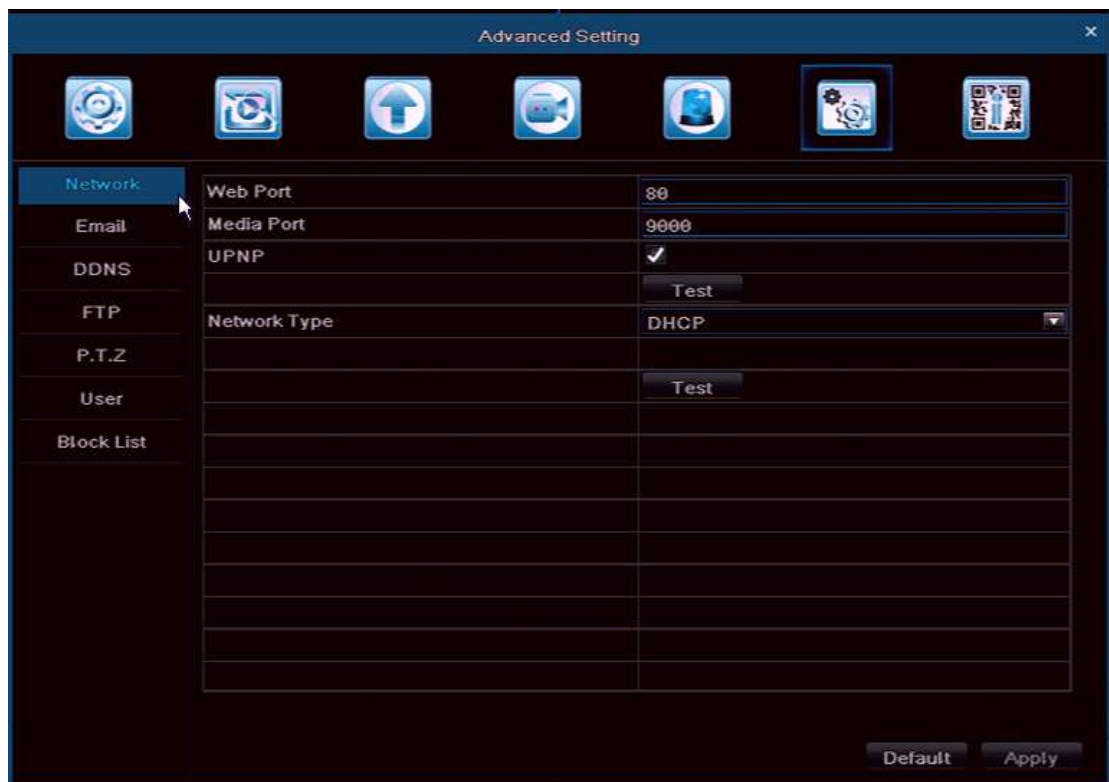 Advanced Setting
Network
Email
DDNS
FTP
P.T.Z
User
Block List
Web Port 80
Media Port 9000
UPNP
Test
Network Type DHCP
Test
Default Apply